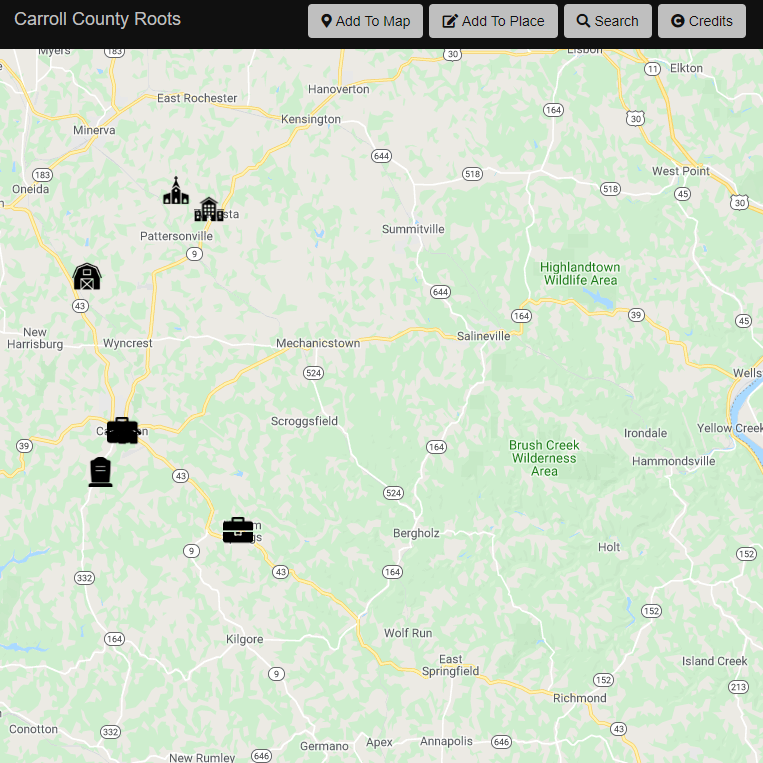 Carroll County Roots
Add To Map
Add To Place
Search
Credits
Myers
183
30
Lisbon
11
Elkton
Hanoverton
East Rochester
164
30
Kensington
Minerva
644
183
518
West Point
Oneida
518
45
30
Summitville
Pattersonville
9
Highlandtown
Wildlife Area
644
43
164
39
45
New
Harrisburg
Wyncrest
Mechanicstown
Salineville
524
Wells
Scroggsfield
Yellow Creek
Irondale
39
164
Brush Creek
Wilderness
Area
Hammondsville
43
524
Bergholz
9
Holt
152
43
164
332
152
164
Kilgore
Wolf Run
East
Springfield
Island Creek
9
152
213
Richmond
Conotton
332
43
Germano
Apex
Annapolis
646
New Rumley
646